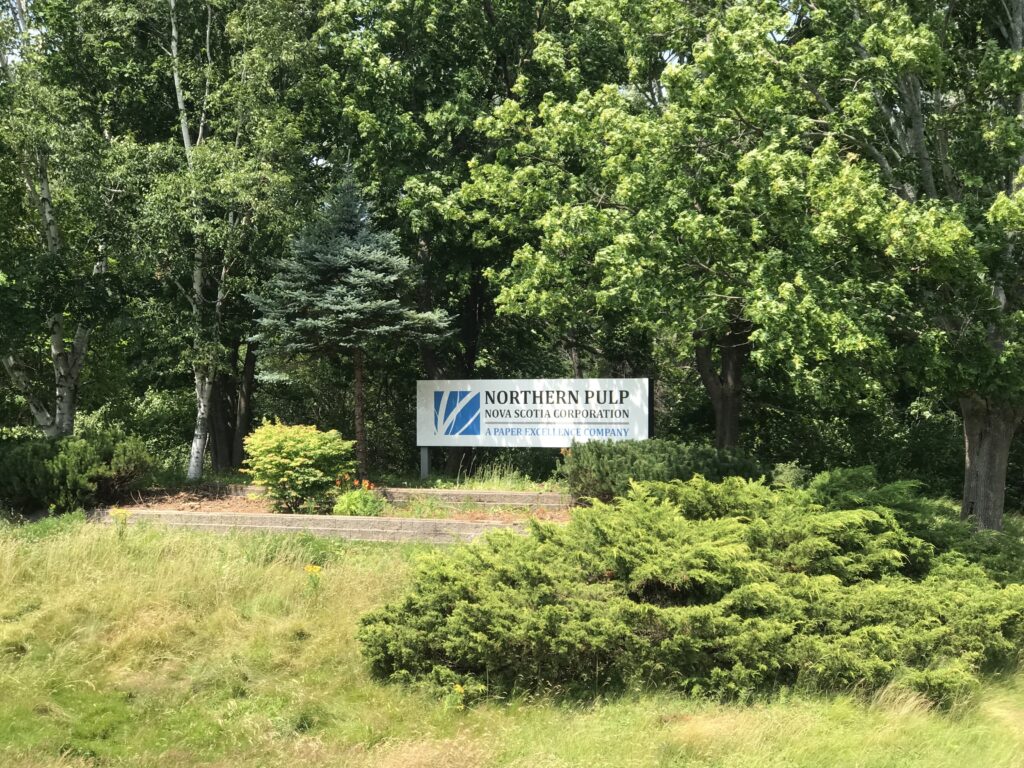 NORTHERN PULP
NOVA SCOTIA CORPORATION
A PAPER EXCELLENCE COMPANY